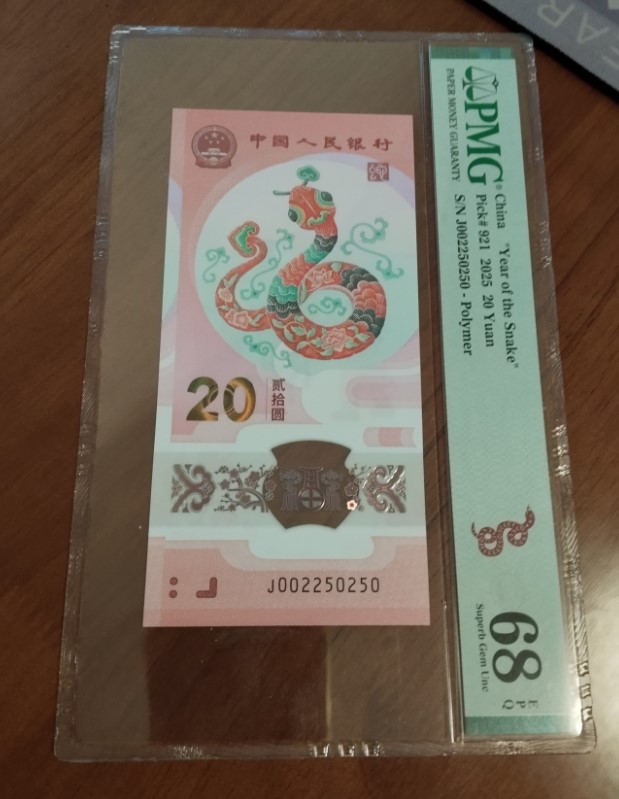 中国人民银行
20
贰拾圆
J002250250
PMG®
PAPER MONEY GUARANTY
China "Year of the Snake"
Pick# 921 2025 20 Yuan
S/N J002250250 - Polymer
68 EPQ
Superb Gem Unc
EAR